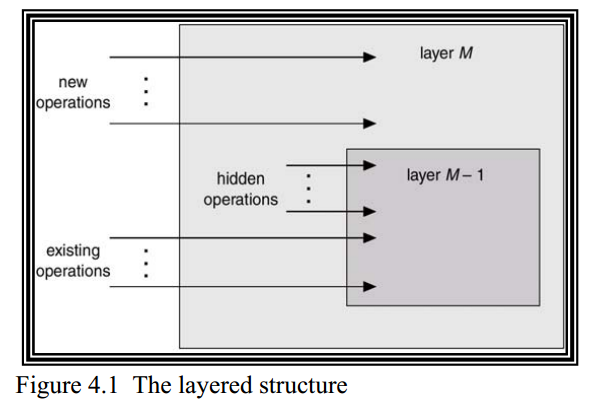 layer M
new
operations
hidden
operations
layer M – 1
existing
operations
Figure 4.1 The layered structure